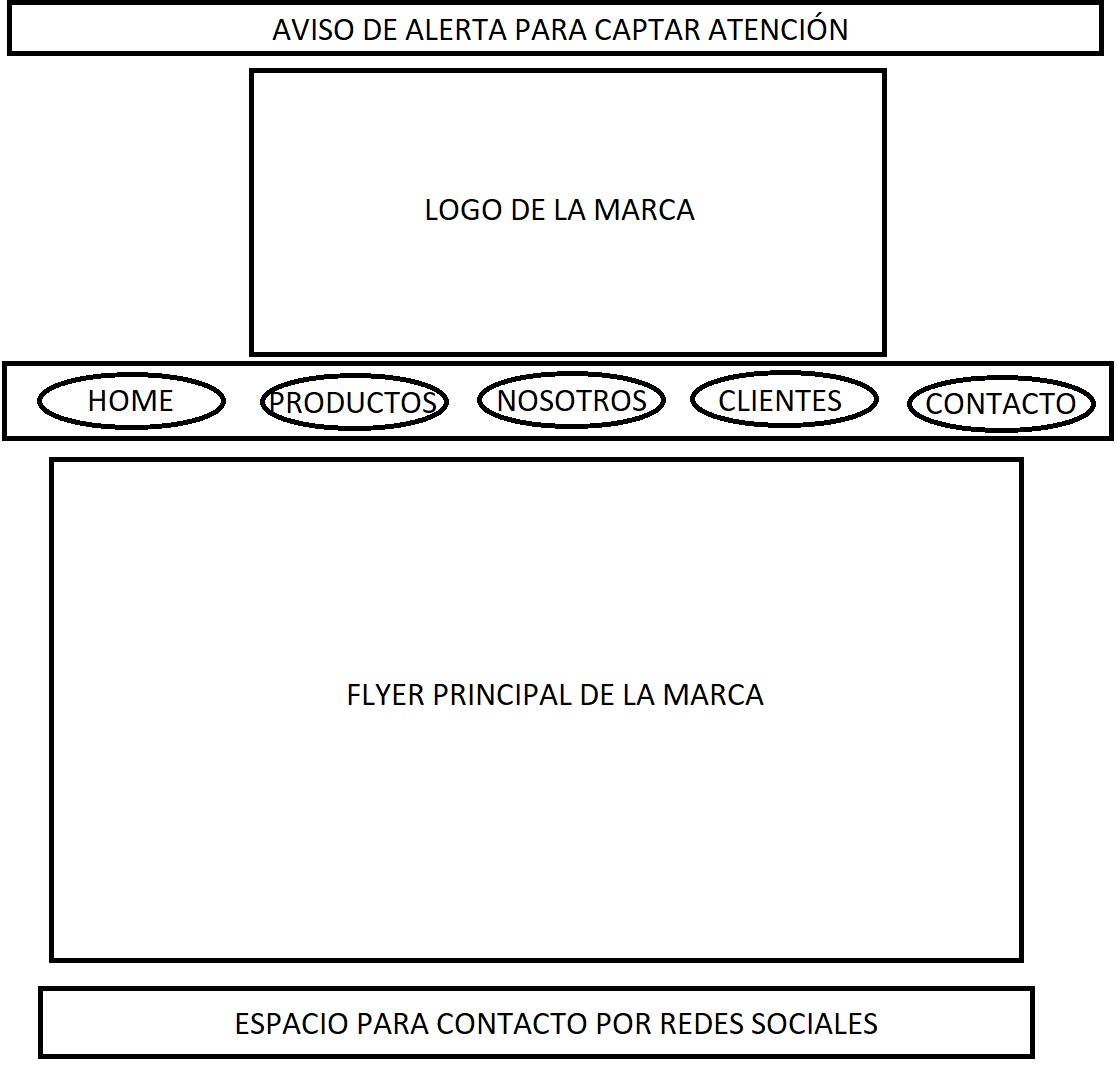 AVISO DE ALERTA PARA CAPTAR ATENCIÓN
LOGO DE LA MARCA
HOME PRODUCTOS NOSOTROS CLIENTES CONTACTO
FLYER PRINCIPAL DE LA MARCA
ESPACIO PARA CONTACTO POR REDES SOCIALES